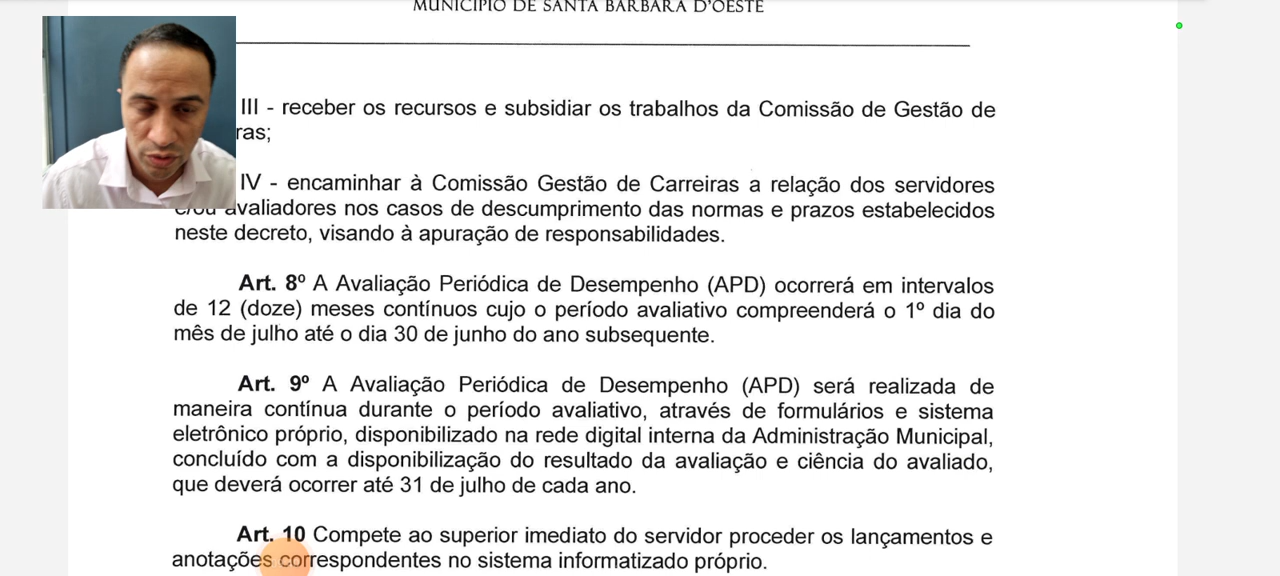 MUNICÍPIO DE SANTA BÁRBARA D'OESTE
III - receber os recursos e subsidiar os trabalhos da Comissão de Gestão de
ras;
IV - encaminhar à Comissão Gestão de Carreiras a relação dos servidores
e/ou avaliadores nos casos de descumprimento das normas e prazos estabelecidos
neste decreto, visando à apuração de responsabilidades.
Art. 8º A Avaliação Periódica de Desempenho (APD) ocorrerá em intervalos
de 12 (doze) meses contínuos cujo o período avaliativo compreenderá o 1º dia do
mês de julho até o dia 30 de junho do ano subsequente.
Art. 9º A Avaliação Periódica de Desempenho (APD) será realizada de
maneira contínua durante o período avaliativo, através de formulários e sistema
eletrônico próprio, disponibilizado na rede digital interna da Administração Municipal,
concluído com a disponibilização do resultado da avaliação e ciência do avaliado,
que deverá ocorrer até 31 de julho de cada ano.
Art. 10 Compete ao superior imediato do servidor proceder os lançamentos e
anotações correspondentes no sistema informatizado próprio.